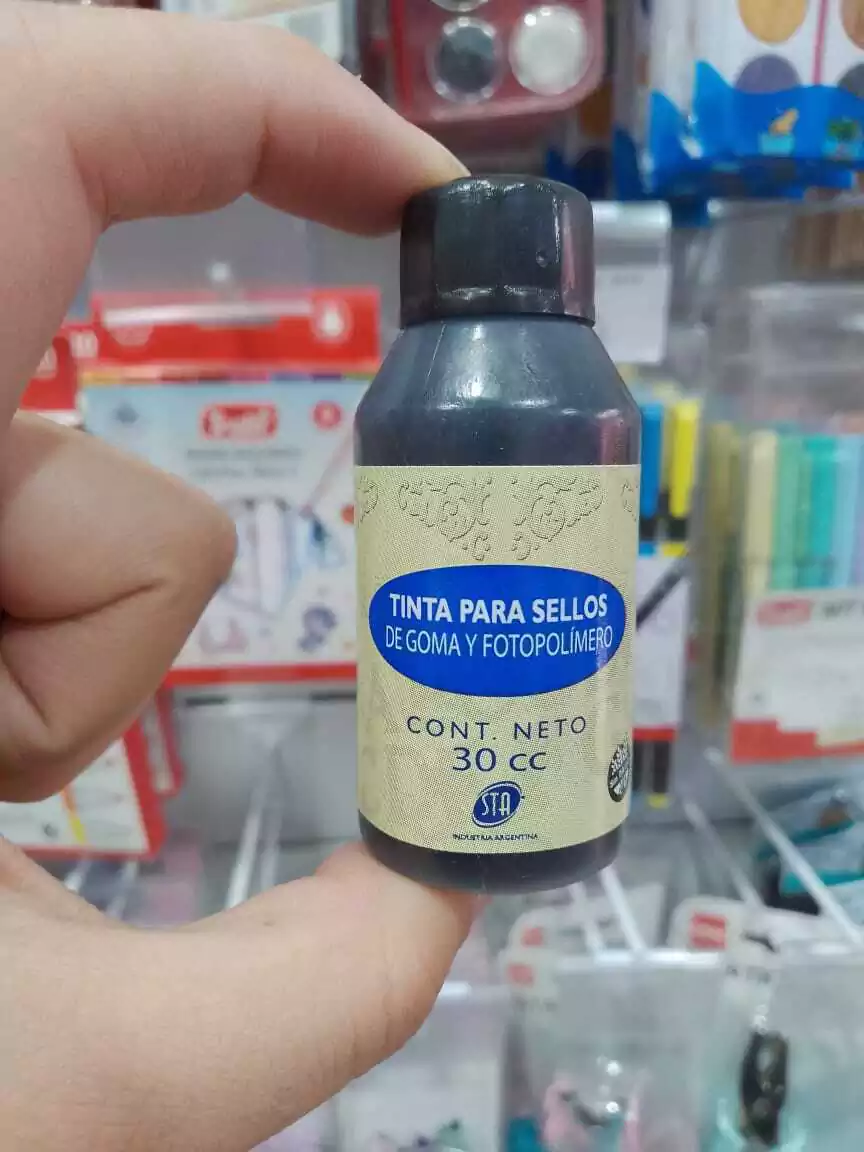 TINTA PARA SELLOS
DE GOMA Y FOTOPOLÍMERO
CONT. NETO
30 CC
STA
INDUSTRIA ARGENTINA